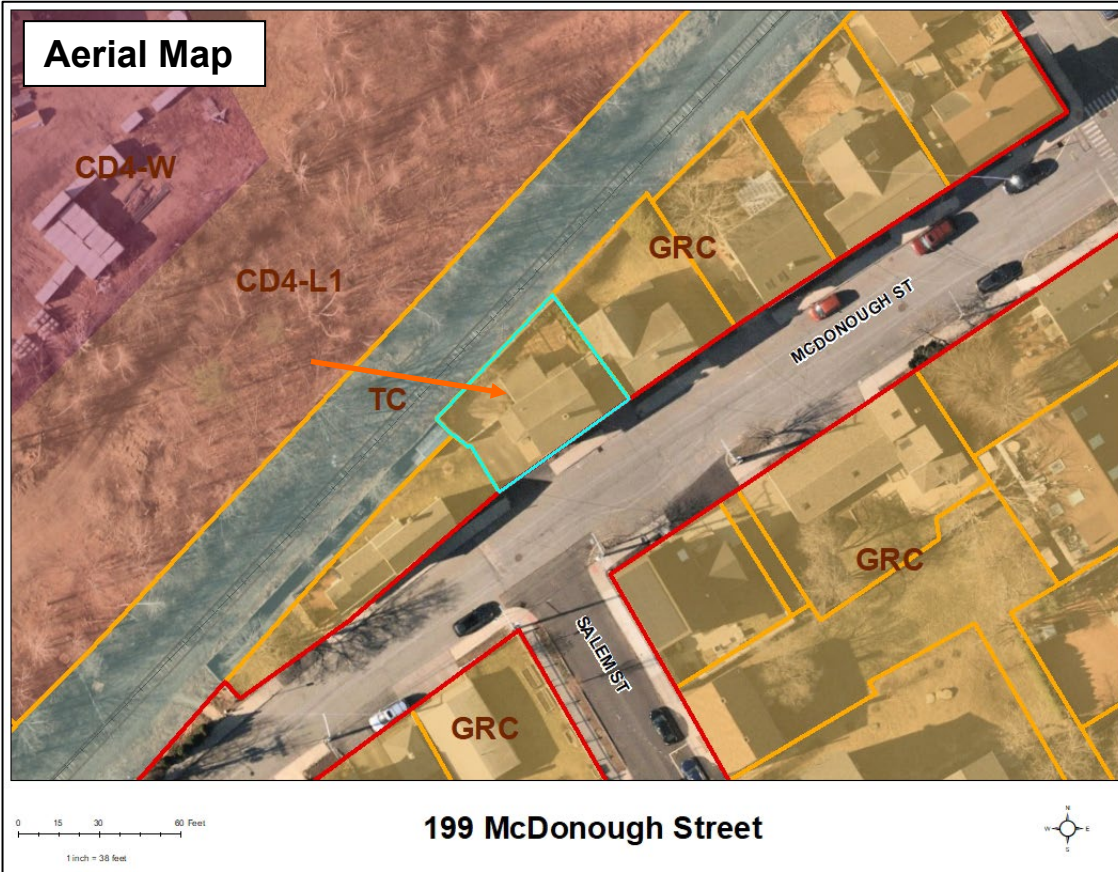 Aerial Map
CD4-W
CD4-L1
GRC
MCDONOUGH ST
TC
GRC
SALEM ST
GRC
0 15 30 60 Feet
1 inch = 38 feet
199 McDonough Street
N
W E
S